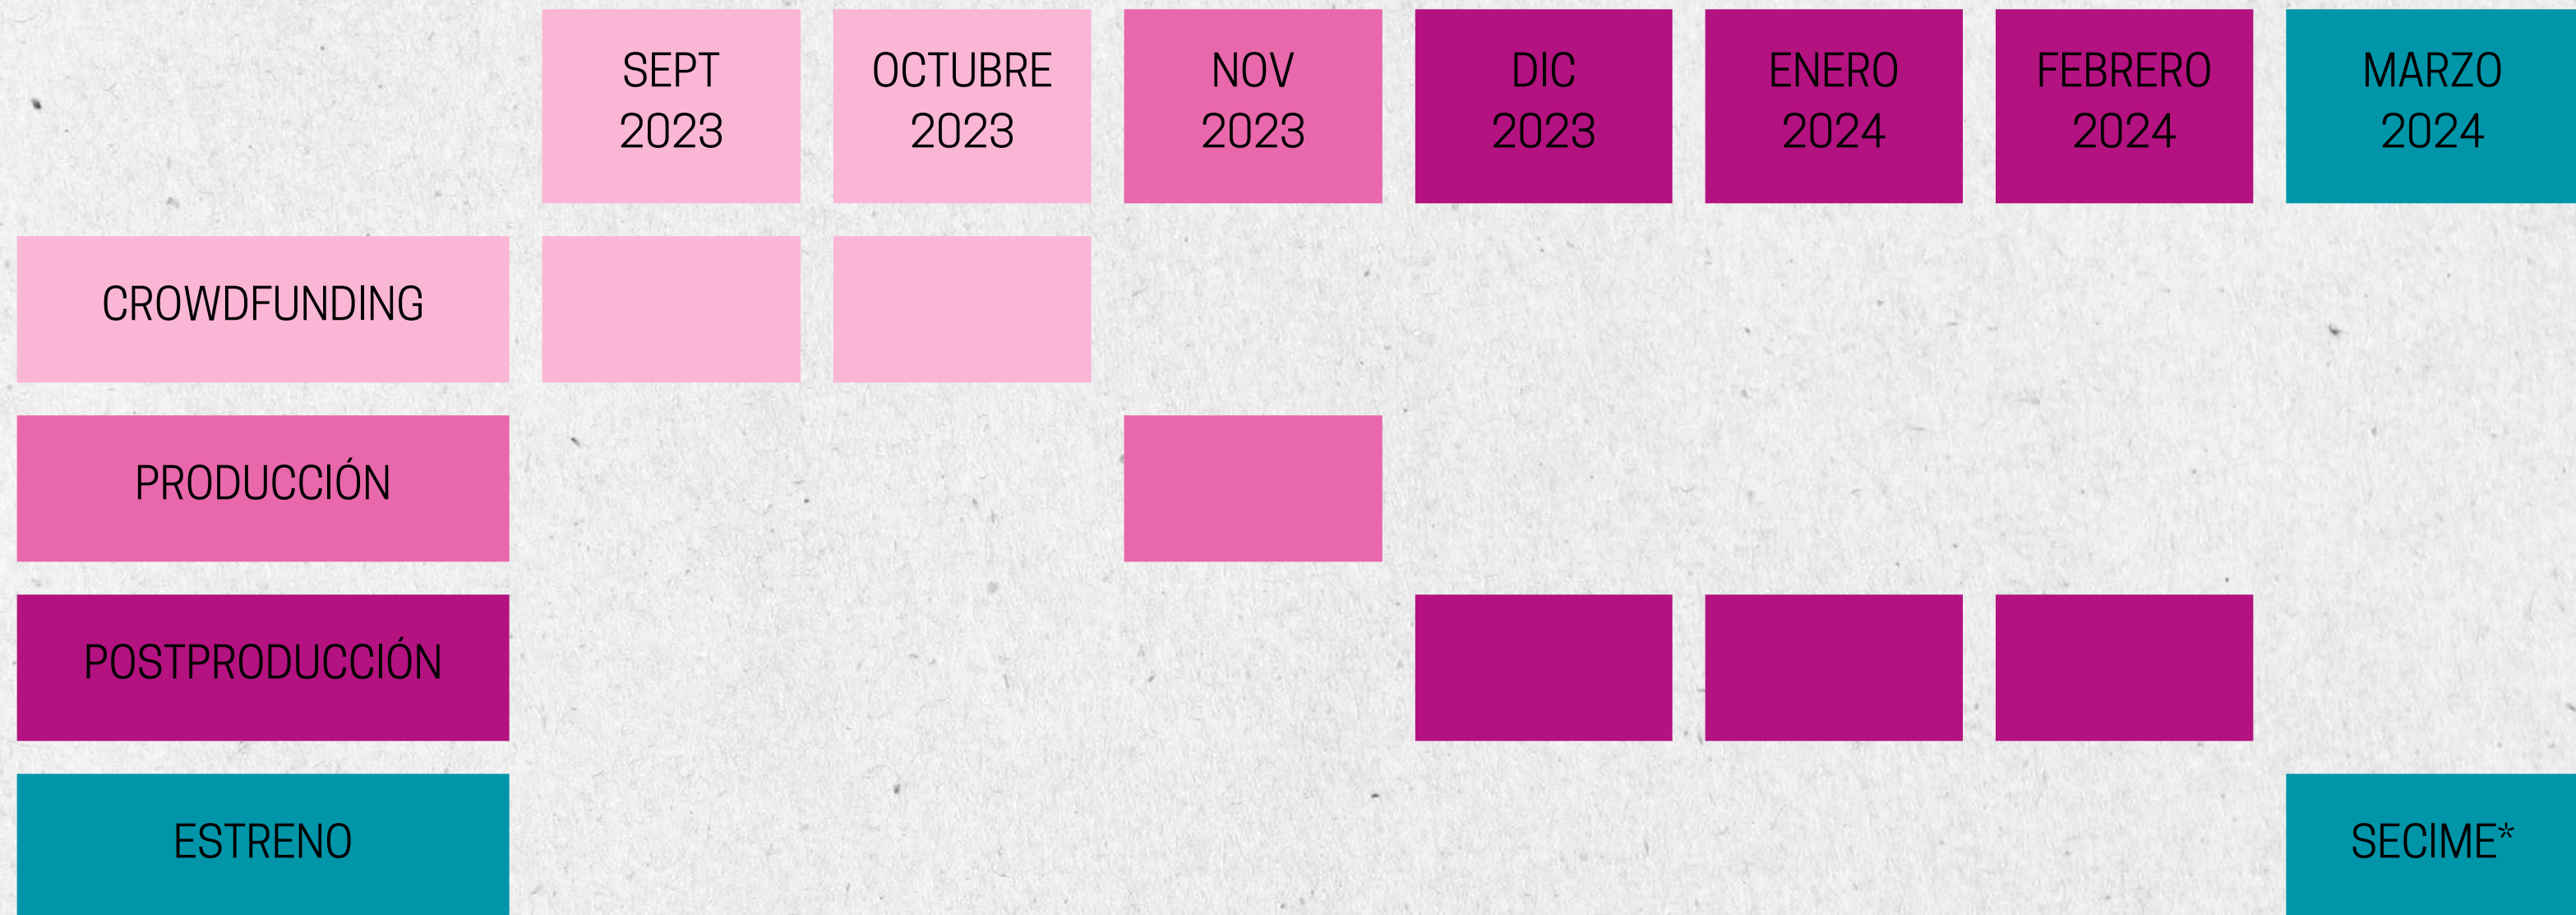 SEPT
2023
OCTUBRE
2023
NOV
2023
DIC
2023
ENERO
2024
FEBRERO
2024
MARZO
2024
CROWDFUNDING
PRODUCCIÓN
POSTPRODUCCIÓN
ESTRENO
SECIME*